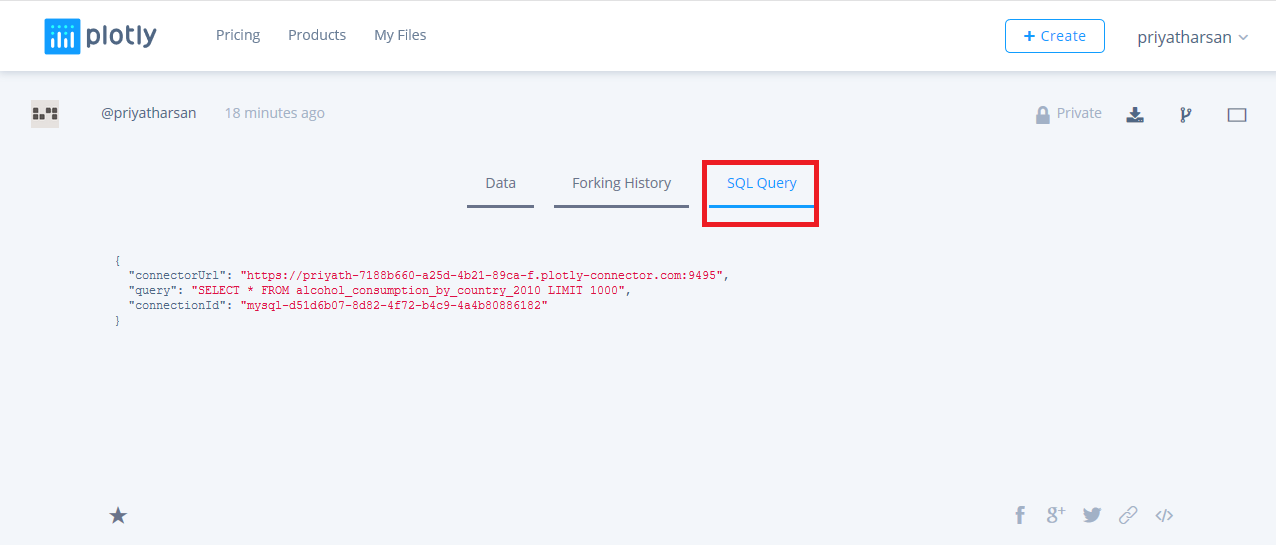 plotly Pricing Products My Files + Create priyatharsan
@priyatharsan 18 minutes ago Private
Data Forking History SQL Query
{
"connectorUrl": "https://priyath-7188b660-a25d-4b21-89ca-f.plotly-connector.com:9495",
"query": "SELECT * FROM alcohol_consumption_by_country_2010 LIMIT 1000",
"connectionId": "mysql-d51d6b07-8d82-4f72-b4c9-4a4b80886182"
}